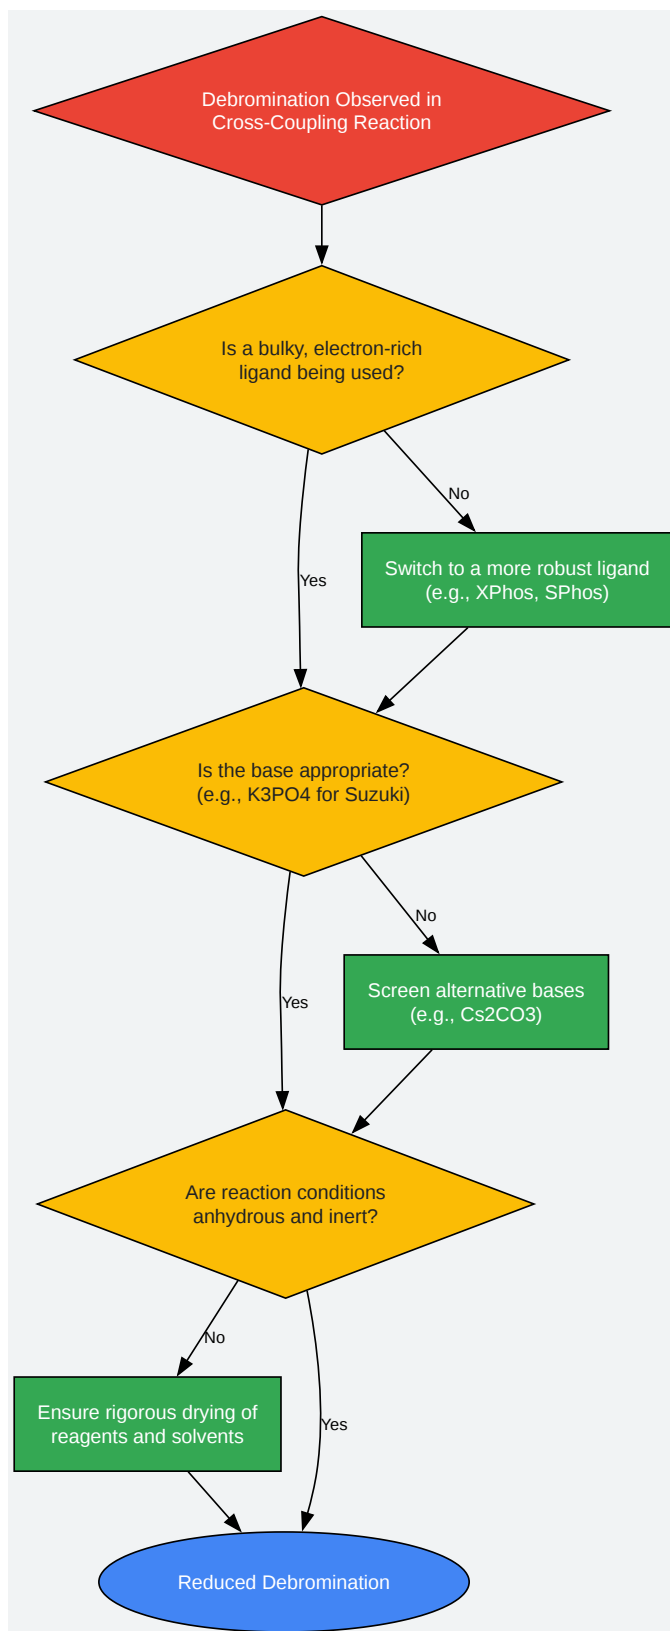 Debromination Observed in
Cross-Coupling Reaction
Is a bulky, electron-rich
ligand being used?
No
Switch to a more robust ligand
(e.g., XPhos, SPhos)
Yes
Is the base appropriate?
(e.g., K3PO4 for Suzuki)
No
Screen alternative bases
(e.g., Cs2CO3)
Yes
Are reaction conditions
anhydrous and inert?
No
Ensure rigorous drying of
reagents and solvents
Yes
Reduced Debromination